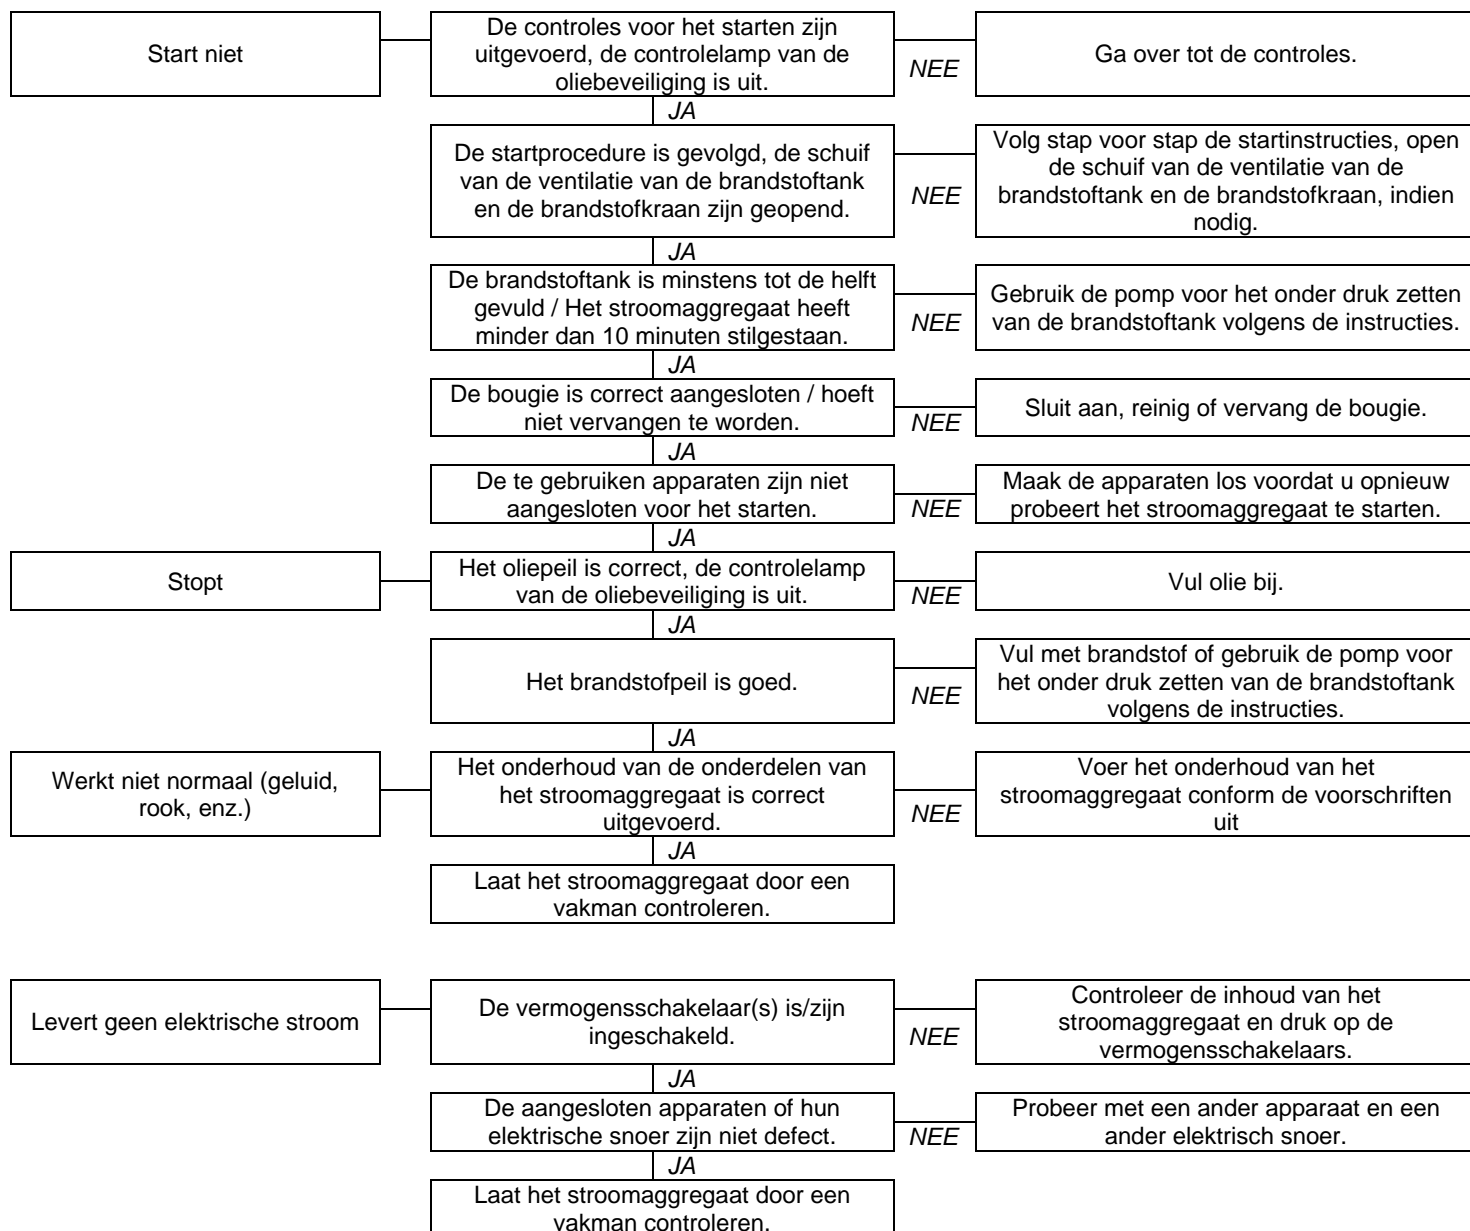 Start niet
De controles voor het starten zijn
uitgevoerd, de controlelamp van de
oliebeveiliging is uit.
NEE
Ga over tot de controles.
JA
De startprocedure is gevolgd, de schuif
van de ventilatie van de brandstoftank
en de brandstofkraan zijn geopend.
NEE
Volg stap voor stap de startinstructies, open
de schuif van de ventilatie van de
brandstoftank en de brandstofkraan, indien
nodig.
JA
De brandstoftank is minstens tot de helft
gevuld / Het stroomaggregaat heeft
minder dan 10 minuten stilgestaan.
NEE
Gebruik de pomp voor het onder druk zetten
van de brandstoftank volgens de instructies.
JA
De bougie is correct aangesloten / hoeft
niet vervangen te worden.
NEE
Sluit aan, reinig of vervang de bougie.
JA
De te gebruiken apparaten zijn niet
aangesloten voor het starten.
NEE
Maak de apparaten los voordat u opnieuw
probeert het stroomaggregaat te starten.
JA
Stopt
Het oliepeil is correct, de controlelamp
van de oliebeveiliging is uit.
NEE
Vul olie bij.
JA
Het brandstofpeil is goed.
NEE
Vul met brandstof of gebruik de pomp voor
het onder druk zetten van de brandstoftank
volgens de instructies.
JA
Werkt niet normaal (geluid,
rook, enz.)
Het onderhoud van de onderdelen van
het stroomaggregaat is correct
uitgevoerd.
NEE
Voer het onderhoud van het
stroomaggregaat conform de voorschriften
uit
JA
Laat het stroomaggregaat door een
vakman controleren.
Levert geen elektrische stroom
De vermogensschakelaar(s) is/zijn
ingeschakeld.
NEE
Controleer de inhoud van het
stroomaggregaat en druk op de
vermogensschakelaars.
JA
De aangesloten apparaten of hun
elektrische snoer zijn niet defect.
NEE
Probeer met een ander apparaat en een
ander elektrisch snoer.
JA
Laat het stroomaggregaat door een
vakman controleren.